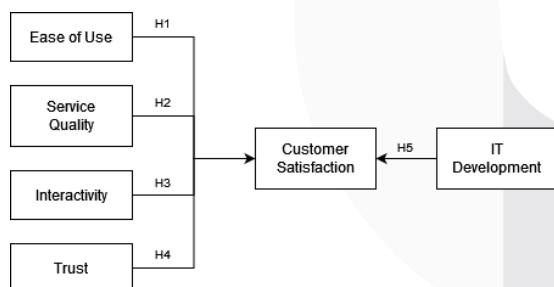 Ease of Use
H1
Service
Quality
H2
Interactivity
H3
Trust
H4
Customer
Satisfaction
H5
IT
Development